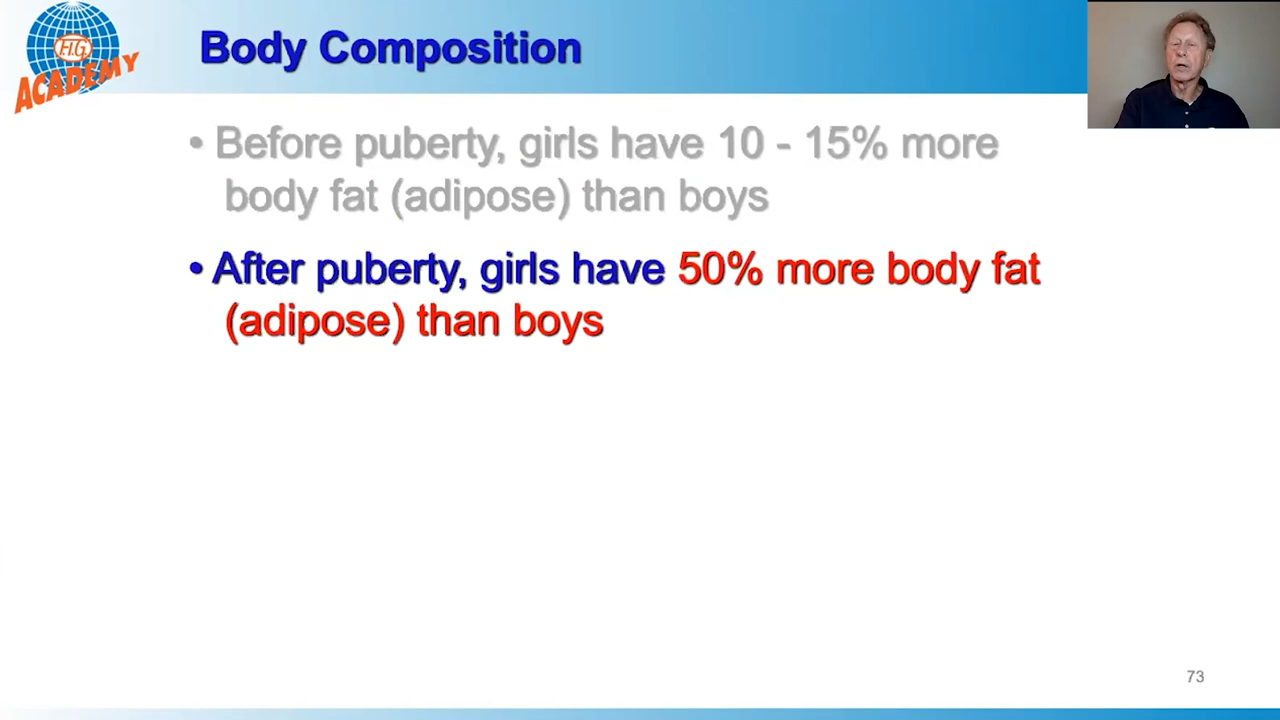 F.I.G.
ACADEMY
Body Composition
• Before puberty, girls have 10 - 15% more
body fat (adipose) than boys
• After puberty, girls have 50% more body fat
(adipose) than boys
73